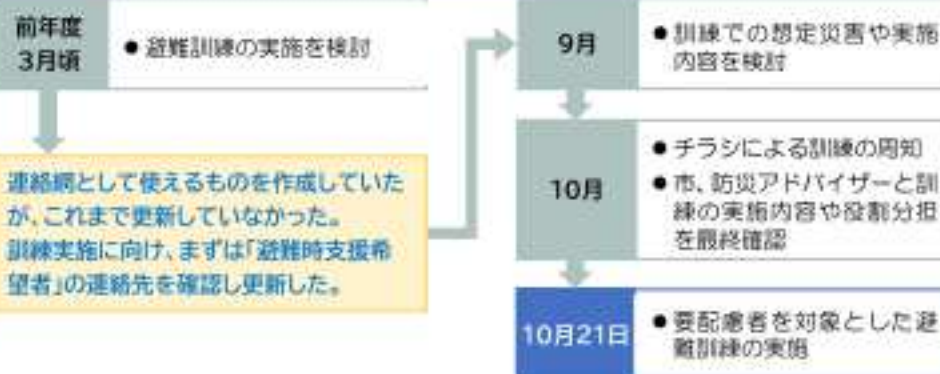 前年度
3月頃
● 避難訓練の実施を検討
連絡網として使えるものを作成していた
が、これまで更新していなかった。
訓練実施に向け、まずは「避難時支援希
望者」の連絡先を確認し更新した。
9月
● 訓練での想定災害や実施
内容を検討
10月
● チラシによる訓練の周知
● 市、防災アドバイザーと訓
練の実施内容や役割分担
を最終確認
10月21日
● 要配慮者を対象とした避
難訓練の実施